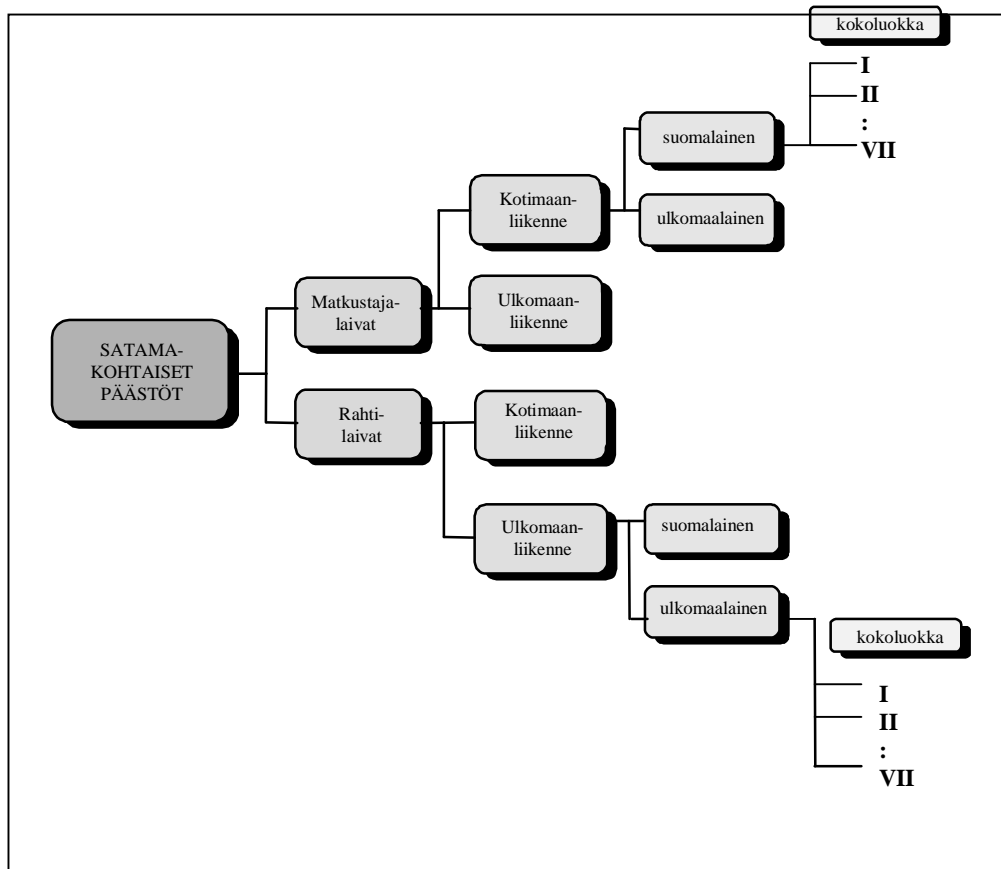 kokoluokka
I
II
:
VII
suomalainen
Kotimaan-
liikenne
ulkomaalainen
Matkustaja-
laivat
Ulkomaan-
liikenne
SATAMA-
KOHTAISET
PÄÄSTÖT
Rahti-
laivat
Kotimaan-
liikenne
Ulkomaan-
liikenne
suomalainen
ulkomaalainen
kokoluokka
I
II
:
VII